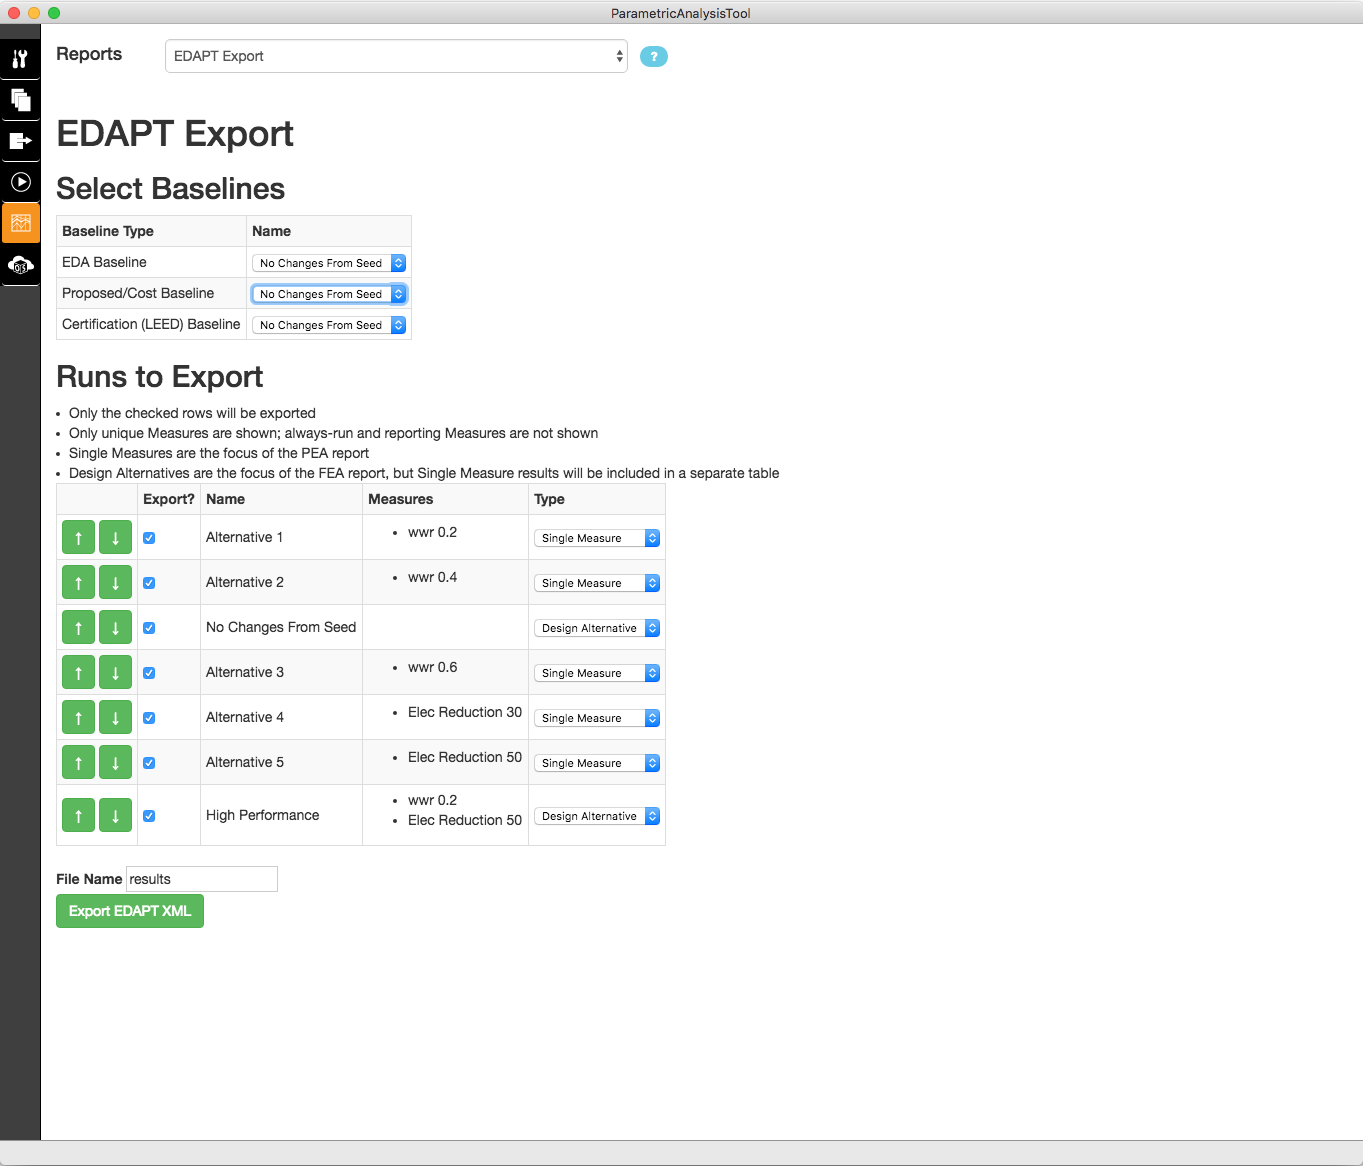 ParametricAnalysisTool
Reports EDAPT Export ?
EDAPT Export
Select Baselines
Baseline Type Name
EDA Baseline No Changes From Seed
Proposed/Cost Baseline No Changes From Seed
Certification (LEED) Baseline No Changes From Seed
Runs to Export
• Only the checked rows will be exported
• Only unique Measures are shown; always-run and reporting Measures are not shown
• Single Measures are the focus of the PEA report
• Design Alternatives are the focus of the FEA report, but Single Measure results will be included in a separate table
Export? Name Measures Type
↑ ↓ Alternative 1 • wwr 0.2 Single Measure
↑ ↓ Alternative 2 • wwr 0.4 Single Measure
↑ ↓ No Changes From Seed Design Alternative
↑ ↓ Alternative 3 • wwr 0.6 Single Measure
↑ ↓ Alternative 4 • Elec Reduction 30 Single Measure
↑ ↓ Alternative 5 • Elec Reduction 50 Single Measure
↑ ↓ High Performance • wwr 0.2 Design Alternative
• Elec Reduction 50
File Name results
Export EDAPT XML